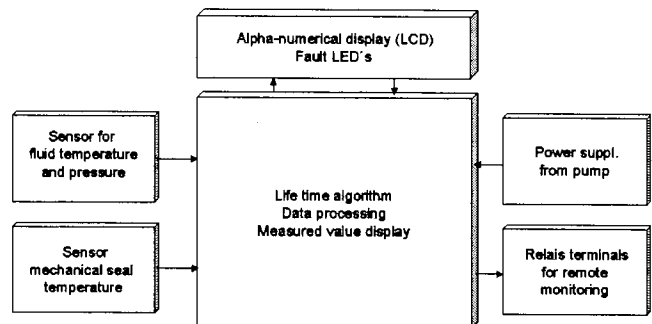 Alpha-numerical display (LCD)
Fault LED´s
Sensor for
fluid temperature
and pressure
Life time algorithm
Data processing
Measured value display
Power suppl.
from pump
Sensor
mechanical seal
temperature
Relais terminals
for remote
monitoring